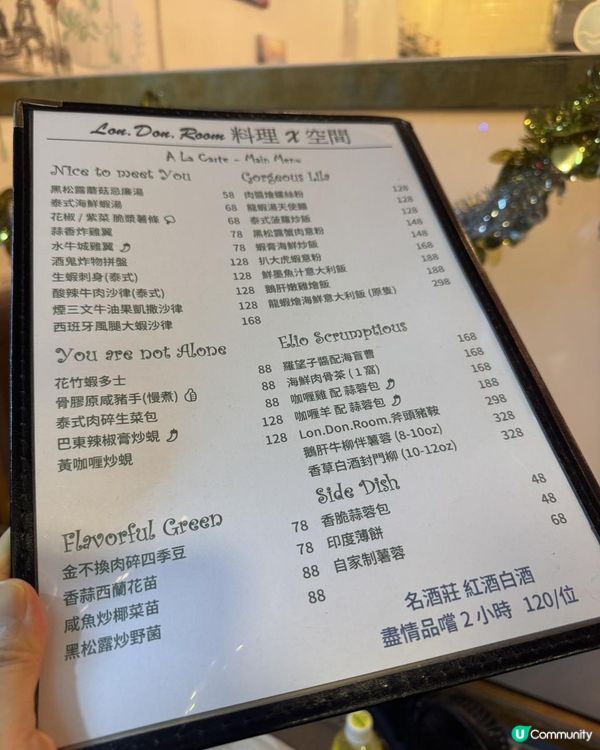 Lon. Don. Room 料理 X 空間
A La Carte - Main Menu
Nice to meet You
黑松露蘑菇忌廉湯 58
泰式海鮮蝦湯 68
花椒 / 紫菜 脆漿薯條 68
蒜香炸雞翼 78
水牛城雞翼 78
酒鬼炸物拼盤 128
生蝦刺身(泰式) 128
酸辣牛肉沙律(泰式) 128
煙三文牛油果凱撒沙律 128
西班牙風腿大蝦沙律 168
You are not Alone
花竹蝦多士 88
骨膠原咸豬手(慢煮) 88
泰式肉碎生菜包 88
巴東辣椒膏炒蜆 128
黃咖喱炒蜆 128
Flavorful Green
金不換肉碎四季豆 78
香蒜西蘭花苗 78
咸魚炒椰菜苗 88
黑松露炒野菌 88
Gorgeous Lila
肉醬燴螺絲粉 128
龍蝦湯天使麵 128
泰式菠蘿炒飯 128
黑松露蟹肉意粉 148
蝦膏海鮮炒飯 148
扒大虎蝦意粉 168
鮮墨魚汁意大利飯 188
鵝肝嫩雞燴飯 188
龍蝦燴海鮮意大利飯 (原隻) 298
Elio Scrumptious
羅望子醬配海盲曹 168
海鮮肉骨茶 (１窩) 168
咖喱雞 配 蒜蓉包 168
咖喱羊 配 蒜蓉包 188
Lon.Don.Room.斧頭豬鞍 298
鵝肝牛柳伴薯蓉 (8-10oz) 328
香草白酒封門柳 (10-12oz) 328
Side Dish
香脆蒜蓉包 48
印度薄餅 48
自家制薯蓉 68
名酒莊 紅酒白酒
盡情品嚐 2 小時 120/位
U Community